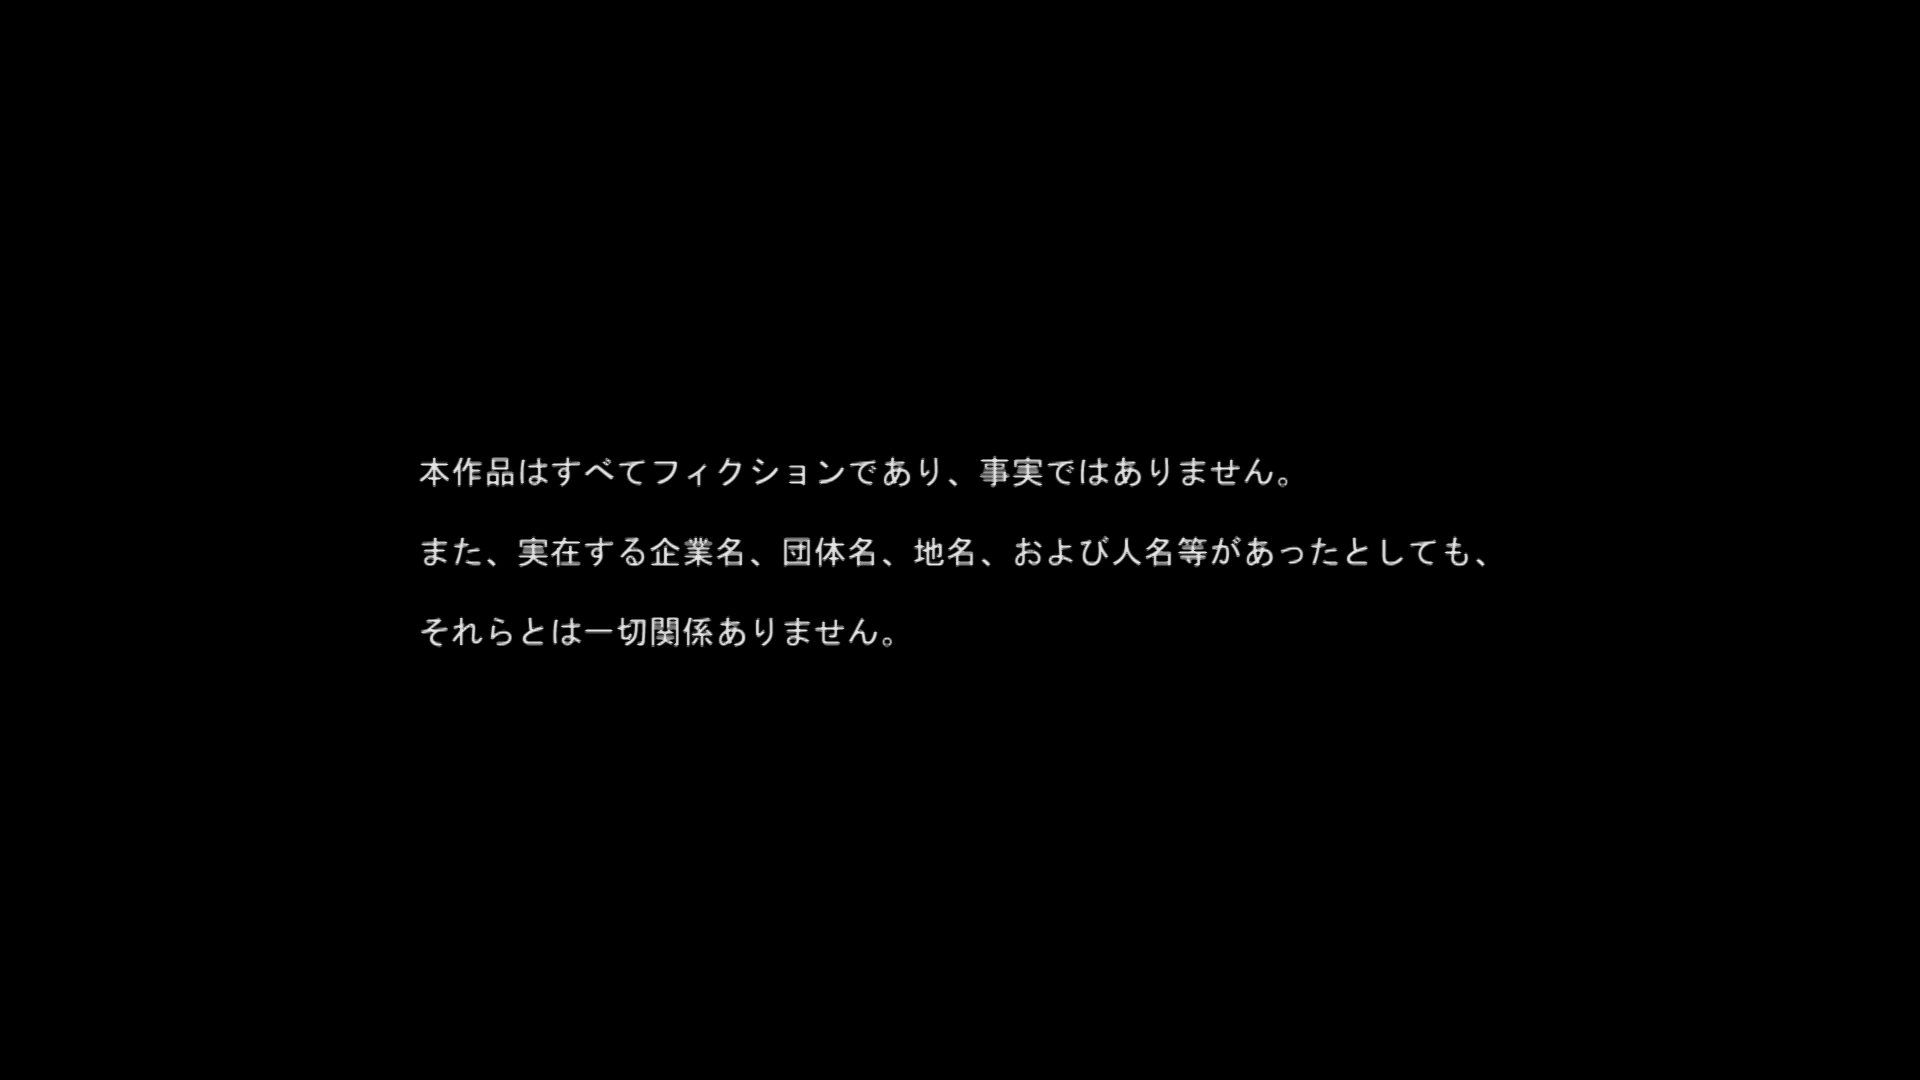 本作品はすべてフィクションであり、事実ではありません。
また、実在する企業名、団体名、地名、および人名等があったとしても、
それらとは一切関係ありません。